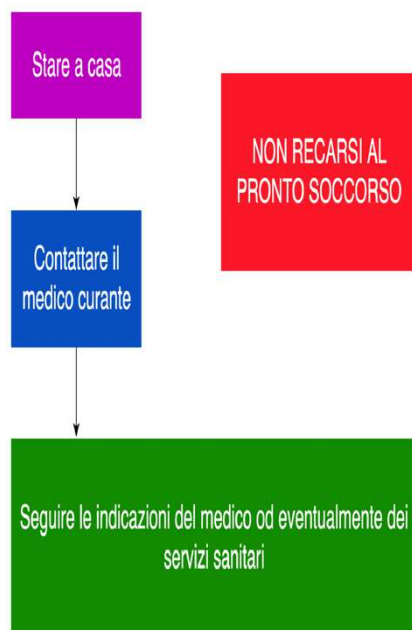 Stare a casa
NON RECARSI AL
PRONTO SOCCORSO
Contattare il
medico curante
Seguire le indicazioni del medico od eventualmente dei
servizi sanitari